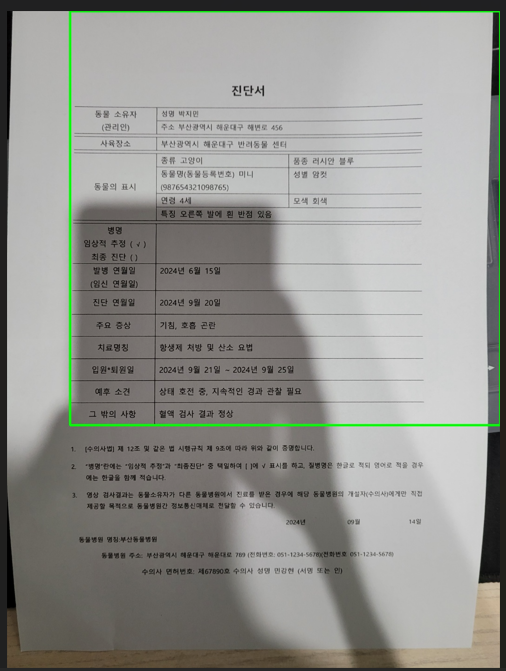 진단서
동물 소유자
(관리인)
성명 박지민
주소 부산광역시 해운대구 해변로 456
사육장소
부산광역시 해운대구 반려동물 센터
동물의 표시
종류 고양이
품종 러시안 블루
동물명(동물등록번호) 미니
(987654321098765)
성별 암컷
연령 4세
모색 회색
특징 오른쪽 발에 흰 반점 있음
병명
임상적 추정 ( √ )
최종 진단 ( )
발병 연월일
(임신 연월일)
2024년 6월 15일
진단 연월일
2024년 9월 20일
주요 증상
기침, 호흡 곤란
치료명칭
항생제 처방 및 산소 요법
입원•퇴원일
2024년 9월 21일 ~ 2024년 9월 25일
예후 소견
상태 호전 중, 지속적인 경과 관찰 필요
그 밖의 사항
혈액 검사 결과 정상
1. [수의사법] 제 12조 및 같은 법 시행규칙 제 9조에 따라 위와 같이 증명합니다.
2. "병명"란에는 "임상적 추정"과 "최종진단" 중 택일하여 ( )에 √ 표시를 하고, 질병명은 한글로 적되 영어로 적을 경우
에는 한글을 함께 적습니다.
3. 영상 검사결과는 동물소유자가 다른 동물병원에서 진료를 받은 경우에 해당 동물병원의 개설자(수의사)에게만 직접
제공할 목적으로 동물병원간 정보통신매체로 전달할 수 있습니다.
2024년 09월 14일
동물병원 명칭:부산동물병원
동물병원 주소: 부산광역시 해운대구 해운대로 789 (전화번호: 051-1234-5678)(전화번호: 051-1234-5678)
수의사 면허번호: 제67890호 수의사 성명 민강현 (서명 또는 인)